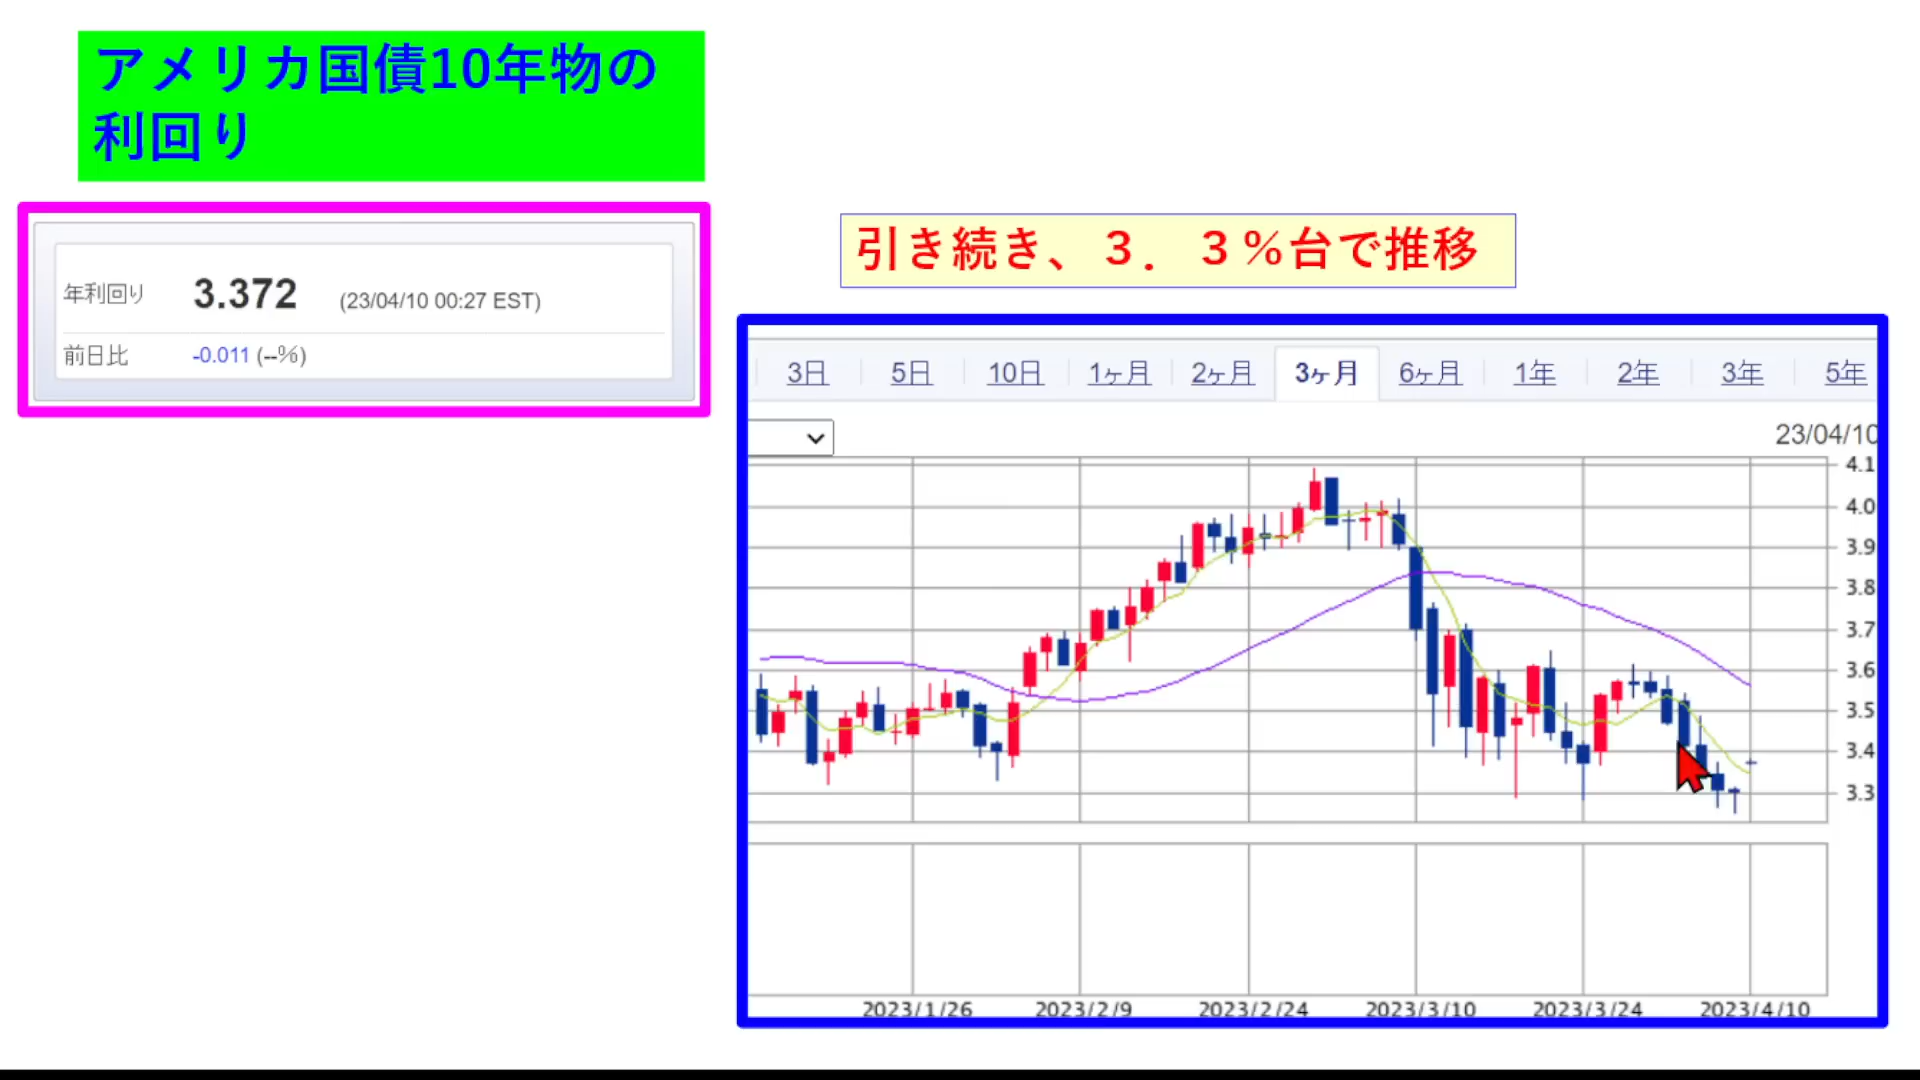 アメリカ国債10年物の
利回り
年利回り 3.372 (23/04/10 00:27 EST)
前日比 -0.011 (--%)
引き続き、３．３％台で推移
3日 5日 10日 1ヶ月 2ヶ月 3ヶ月 6ヶ月 1年 2年 3年 5年
23/04/10
4.1
4.0
3.9
3.8
3.7
3.6
3.5
3.4
3.3
2023/1/26 2023/2/9 2023/2/24 2023/3/10 2023/3/24 2023/4/10